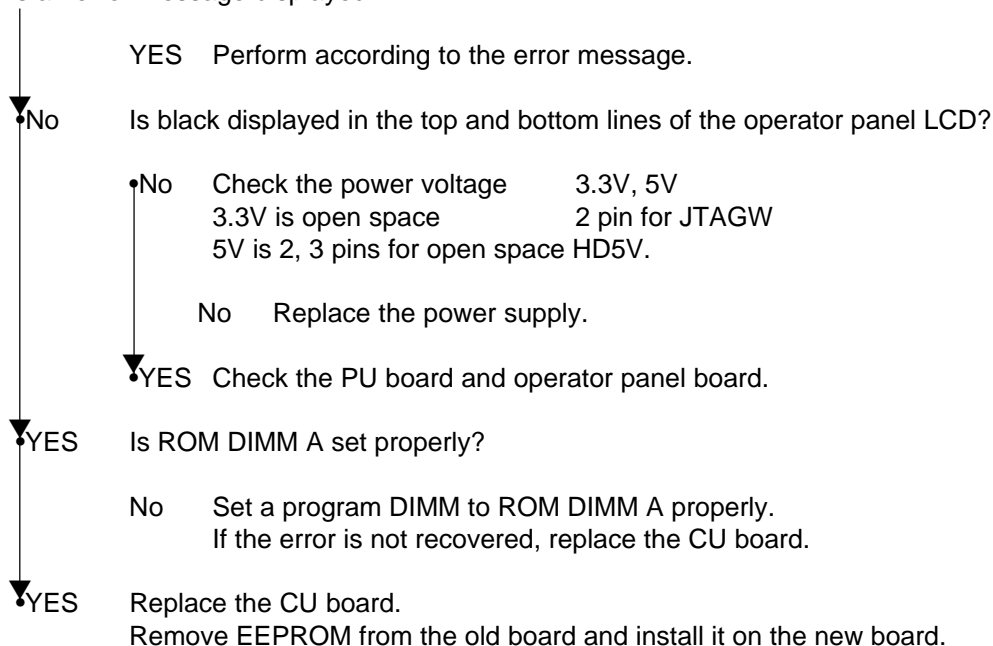 YES Perform according to the error message.
No Is black displayed in the top and bottom lines of the operator panel LCD?
No Check the power voltage 3.3V, 5V
3.3V is open space 2 pin for JTAGW
5V is 2, 3 pins for open space HD5V.
No Replace the power supply.
YES Check the PU board and operator panel board.
YES Is ROM DIMM A set properly?
No Set a program DIMM to ROM DIMM A properly.
If the error is not recovered, replace the CU board.
YES Replace the CU board.
Remove EEPROM from the old board and install it on the new board.